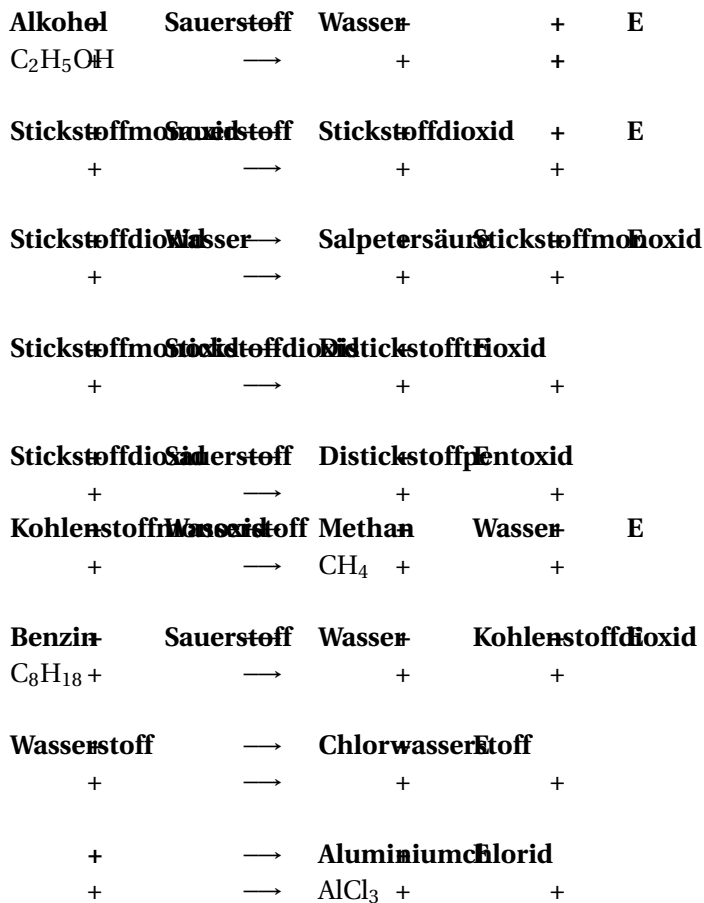 Alkohol + Sauerstoff ⟶ Wasser + + E
C₂H₅OH + ⟶ + +
Stickstoffmonoxid + Sauerstoff ⟶ Stickstoffdioxid + + E
+ ⟶ + +
Stickstoffdioxid + Wasser ⟶ Salpetersäure + Stickstoffmonoxid + E
+ ⟶ + +
Stickstoffmonoxid + Stickstoffdioxid ⟶ Distickstofftrioxid + E
+ ⟶ + +
Stickstoffdioxid + Sauerstoff ⟶ Distickstoffpentoxid + E
+ ⟶ + +
Kohlenstoffmonoxid + Wasserstoff ⟶ Methan + Wasser + E
+ ⟶ CH₄ + +
Benzin + Sauerstoff ⟶ Wasser + Kohlenstoffdioxid + E
C₈H₁₈ + ⟶ + +
Wasserstoff + ⟶ Chlorwasserstoff + E
+ ⟶ + +
+ ⟶ Aluminiumchlorid + E
+ ⟶ AlCl₃ + +